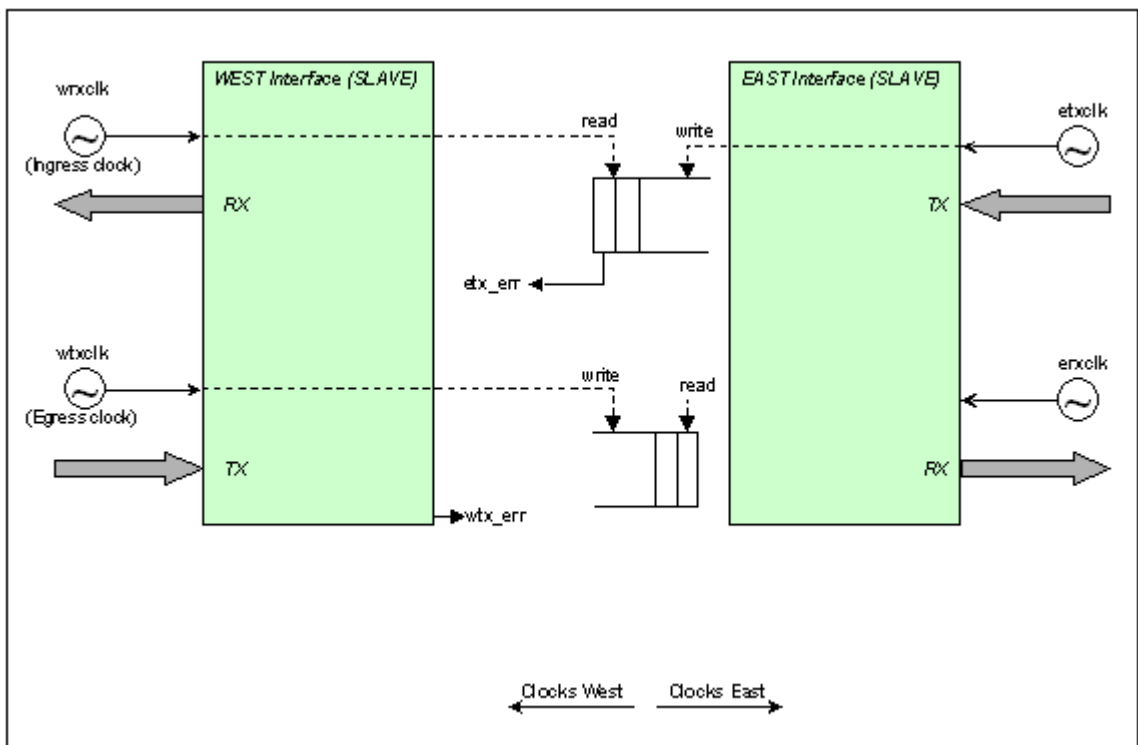 WEST Interface (SLAVE)
EAST Interface (SLAVE)
wrxclk
etxclk
read
write
(Ingress clock)
RX
TX
etx_err
wtxclk
erxclk
write
read
(Egress clock)
TX
RX
wtx_err
Clocks West
Clocks East